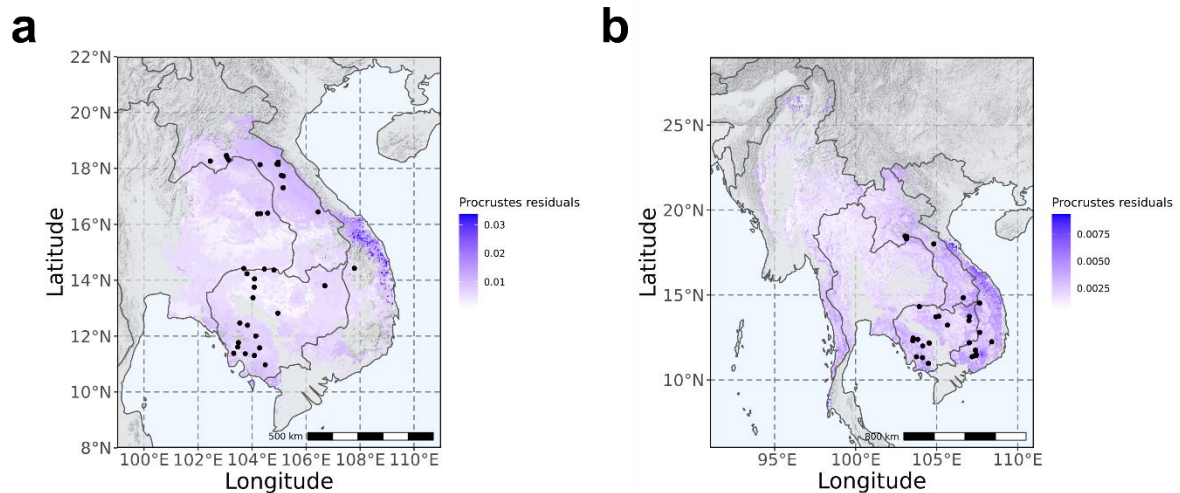 a
b
22°N
20°N
18°N
16°N
14°N
12°N
10°N
8°N
Latitude
100°E 102°E 104°E 106°E 108°E 110°E
Longitude
500 km
Procrustes residuals
0.03
0.02
0.01
25°N
20°N
15°N
10°N
Latitude
95°E 100°E 105°E 110°E
Longitude
800 km
Procrustes residuals
0.0075
0.0050
0.0025